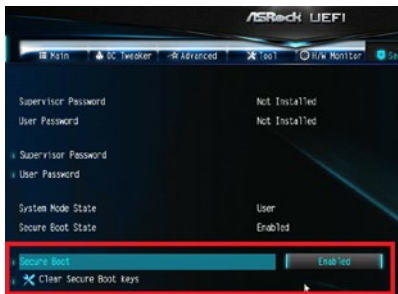 ASRock UEFI
Main OC Tweaker Advanced Tool H/W Monitor Se
Supervisor Password Not Installed
User Password Not Installed
Supervisor Password
User Password
System Mode State User
Secure Boot State Enabled
Secure Boot Enabled
Clear Secure Boot keys